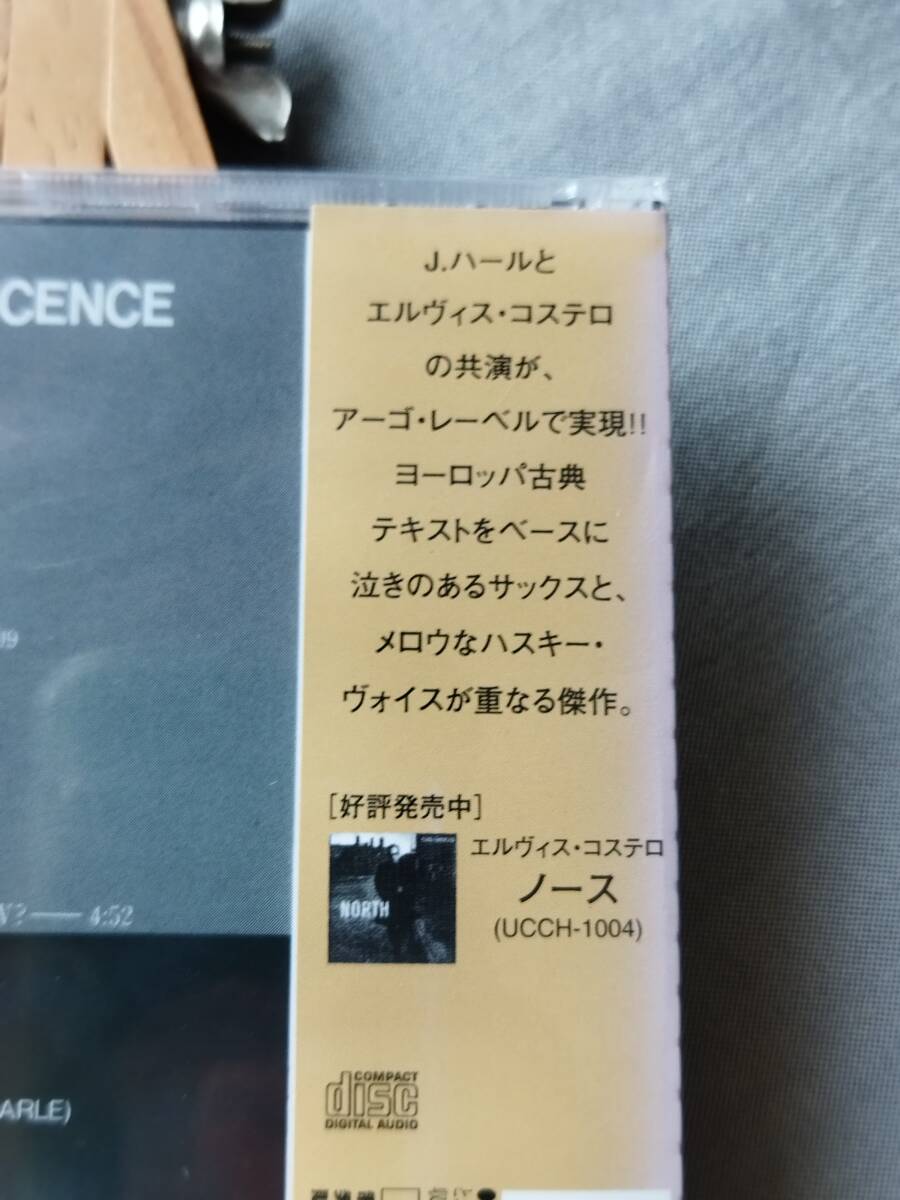 CENCE
J.ハールと
エルヴィス・コステロ
の共演が、
アーゴ・レーベルで実現!!
ヨーロッパ古典
テキストをベースに
泣きのあるサックスと、
メロウなハスキー・
ヴォイスが重なる傑作。
[好評発売中]
エルヴィス・コステロ
ノース
(UCCH-1004)
NORTH
?—— 4:52
ARLE)
COMPACT
disc
DIGITAL AUDIO